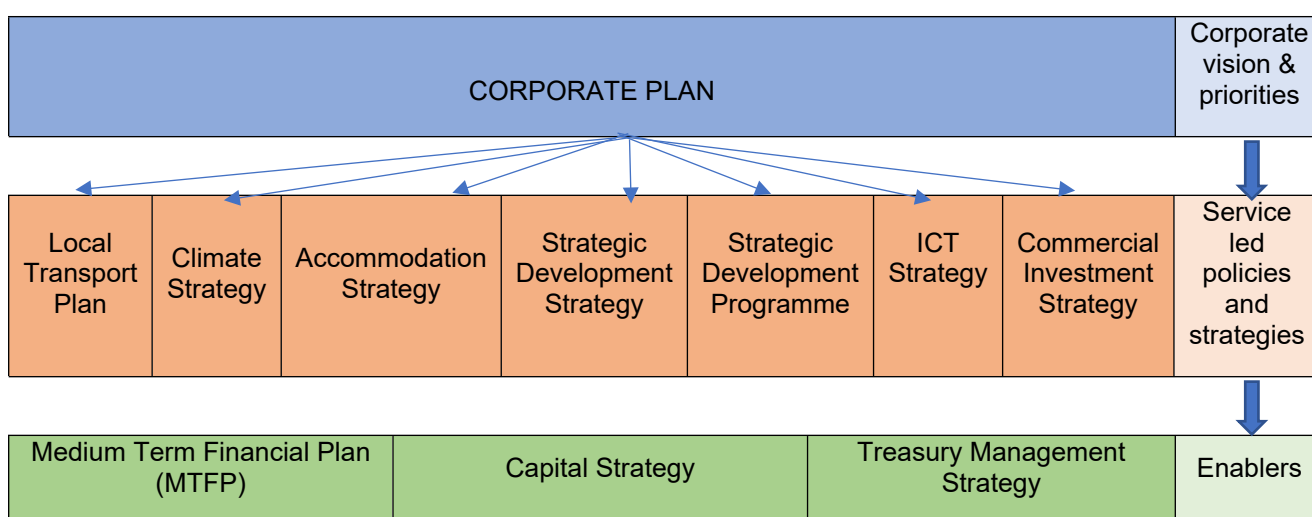 CORPORATE PLAN
Corporate
vision &
priorities
Local
Transport
Plan
Climate
Strategy
Accommodation
Strategy
Strategic
Development
Strategy
Strategic
Development
Programme
ICT
Strategy
Commercial
Investment
Strategy
Service
led
policies
and
strategies
Medium Term Financial Plan
(MTFP)
Capital Strategy
Treasury Management
Strategy
Enablers